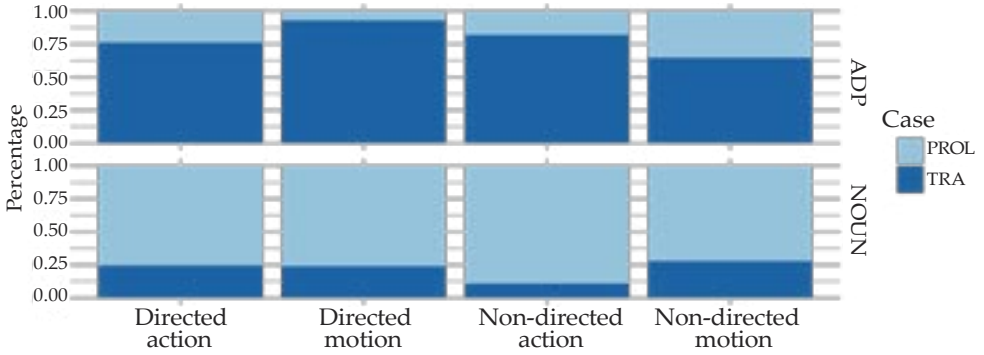 Percentage
1.00
0.75
0.50
0.25
0.00
ADP
1.00
0.75
0.50
0.25
0.00
NOUN
Directed
action
Directed
motion
Non-directed
action
Non-directed
motion
Case
PROL
TRA